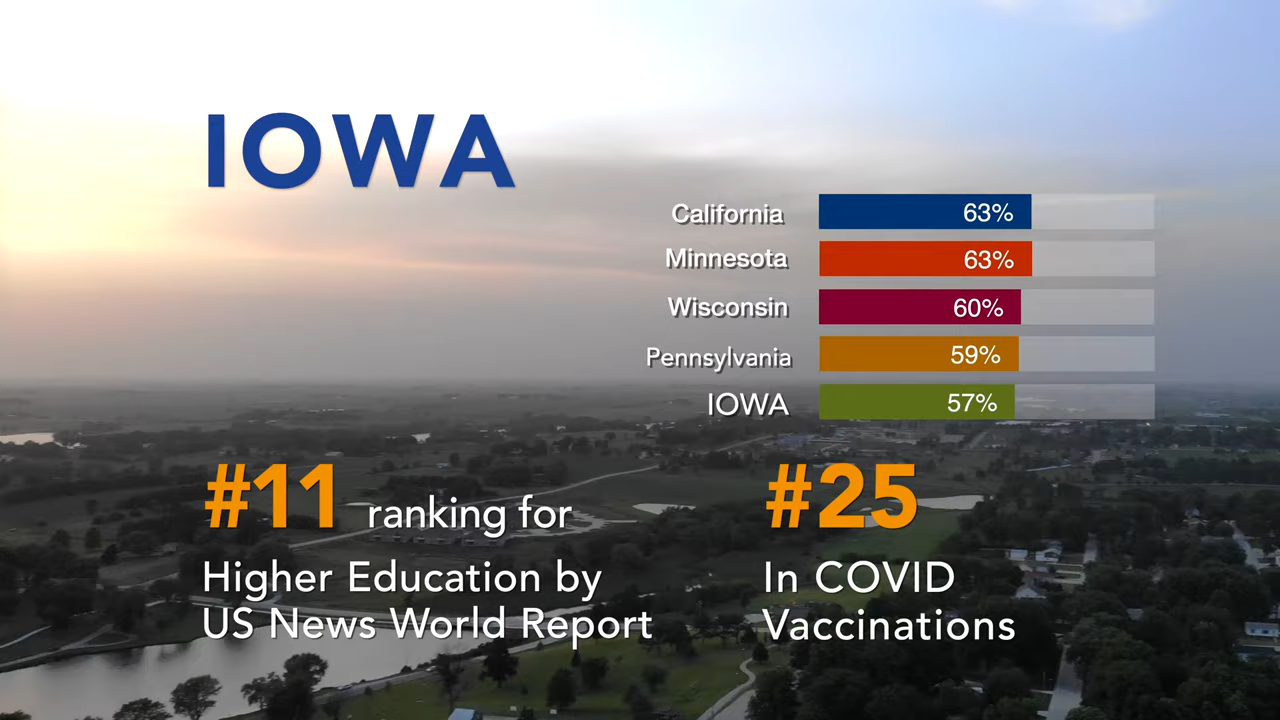 IOWA
California 63%
Minnesota 63%
Wisconsin 60%
Pennsylvania 59%
IOWA 57%
#11 ranking for
Higher Education by
US News World Report
#25
In COVID
Vaccinations